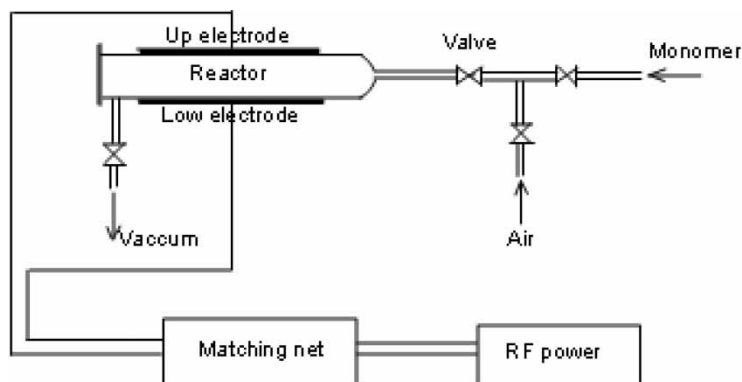 Up electrode
Valve
Monomer
Reactor
Low electrode
Vaccum
Air
Matching net
RF power